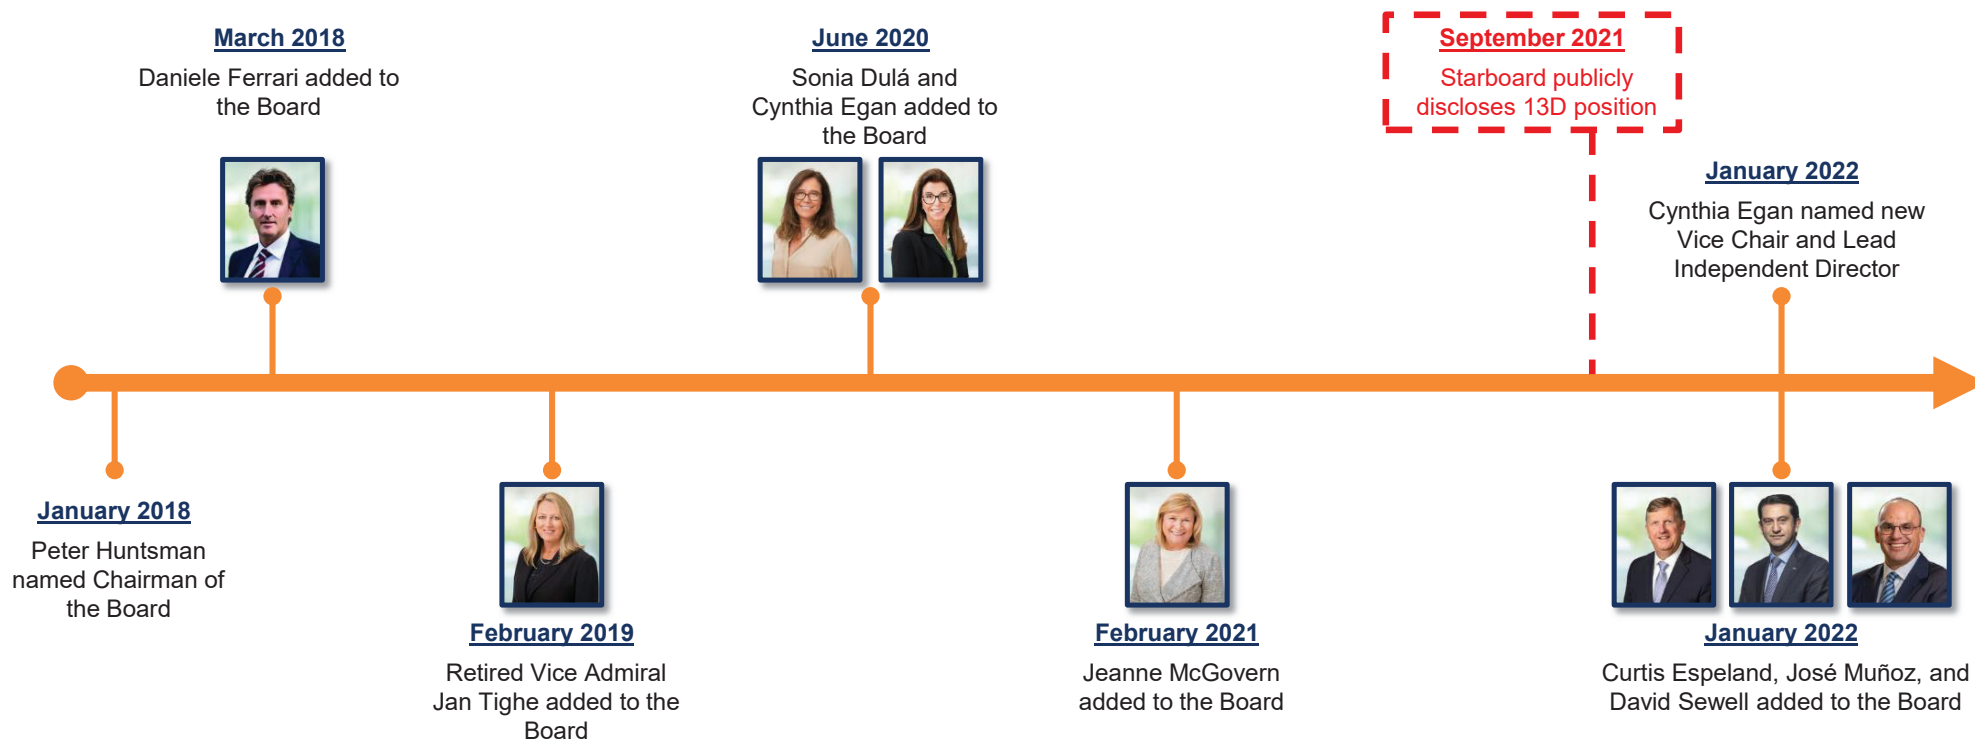 March 2018
Daniele Ferrari added to
the Board
June 2020
Sonia Dulá and
Cynthia Egan added to
the Board
September 2021
Starboard publicly
discloses 13D position
January 2022
Cynthia Egan named new
Vice Chair and Lead
Independent Director
January 2018
Peter Huntsman
named Chairman of
the Board
February 2019
Retired Vice Admiral
Jan Tighe added to the
Board
February 2021
Jeanne McGovern
added to the Board
January 2022
Curtis Espeland, José Muñoz, and
David Sewell added to the Board